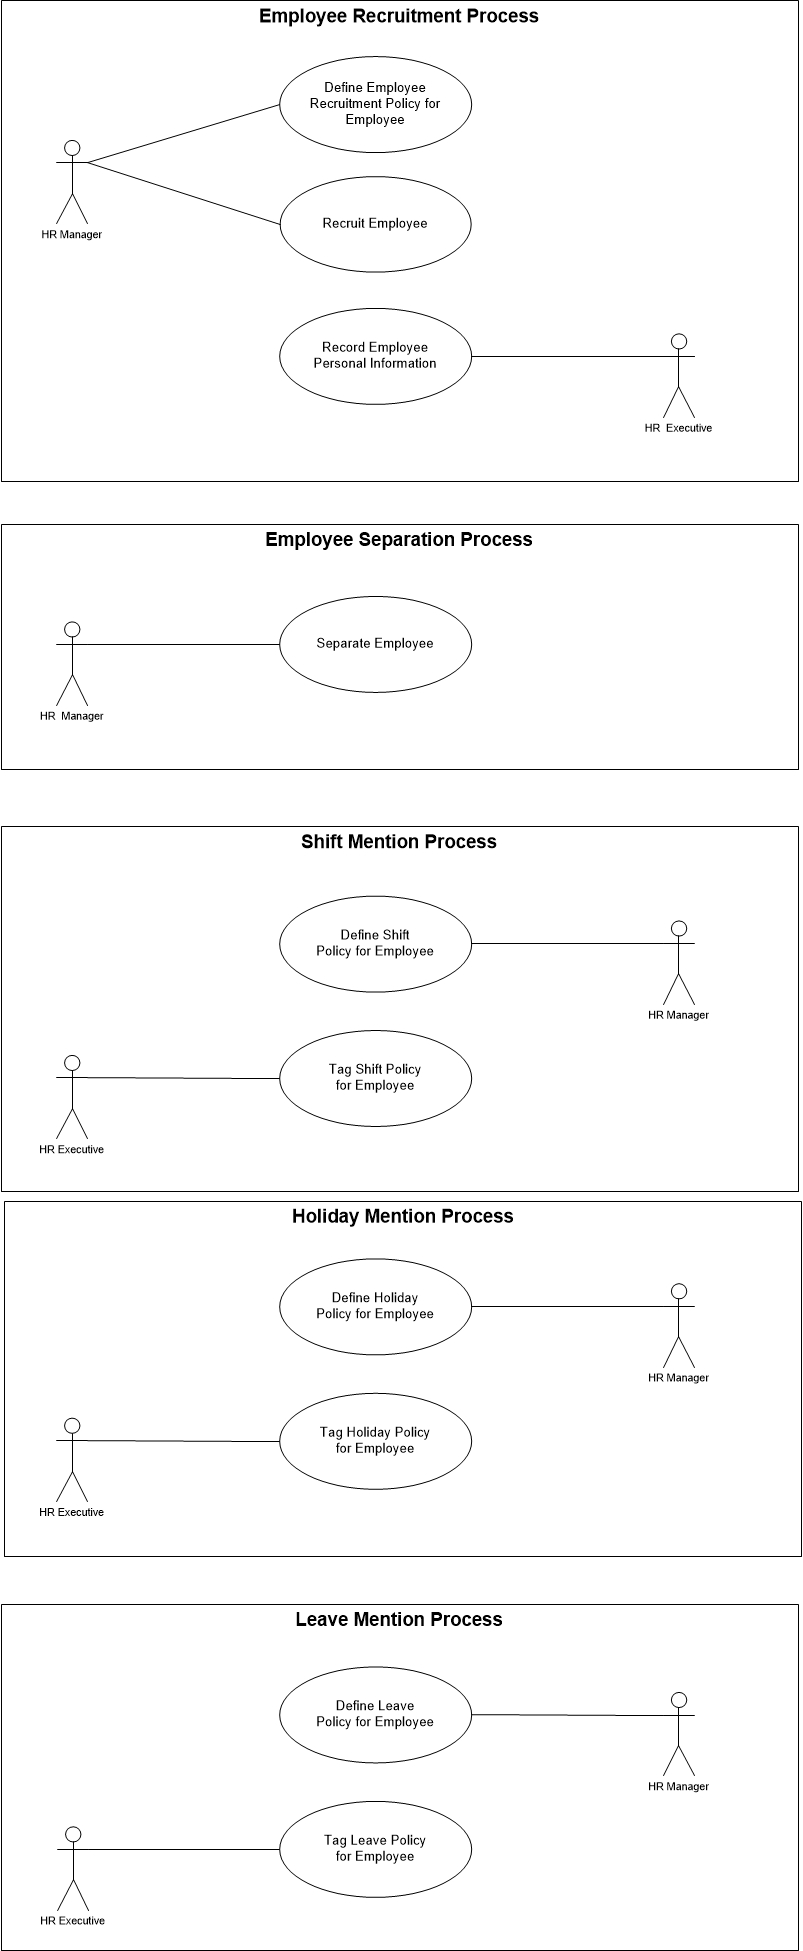 Employee Recruitment Process
Define Employee
Recruitment Policy for
Employee
HR Manager
Recruit Employee
Record Employee
Personal Information
HR Executive
Employee Separation Process
Separate Employee
HR Manager
Shift Mention Process
Define Shift
Policy for Employee
HR Manager
Tag Shift Policy
for Employee
HR Executive
Holiday Mention Process
Define Holiday
Policy for Employee
HR Manager
Tag Holiday Policy
for Employee
HR Executive
Leave Mention Process
Define Leave
Policy for Employee
HR Manager
Tag Leave Policy
for Employee
HR Executive